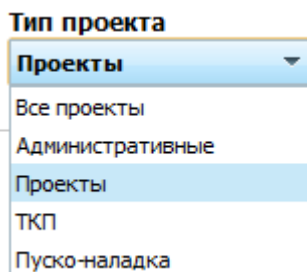 Тип проекта
Проекты
Все проекты
Административные
Проекты
ТКП
Пуско-наладка